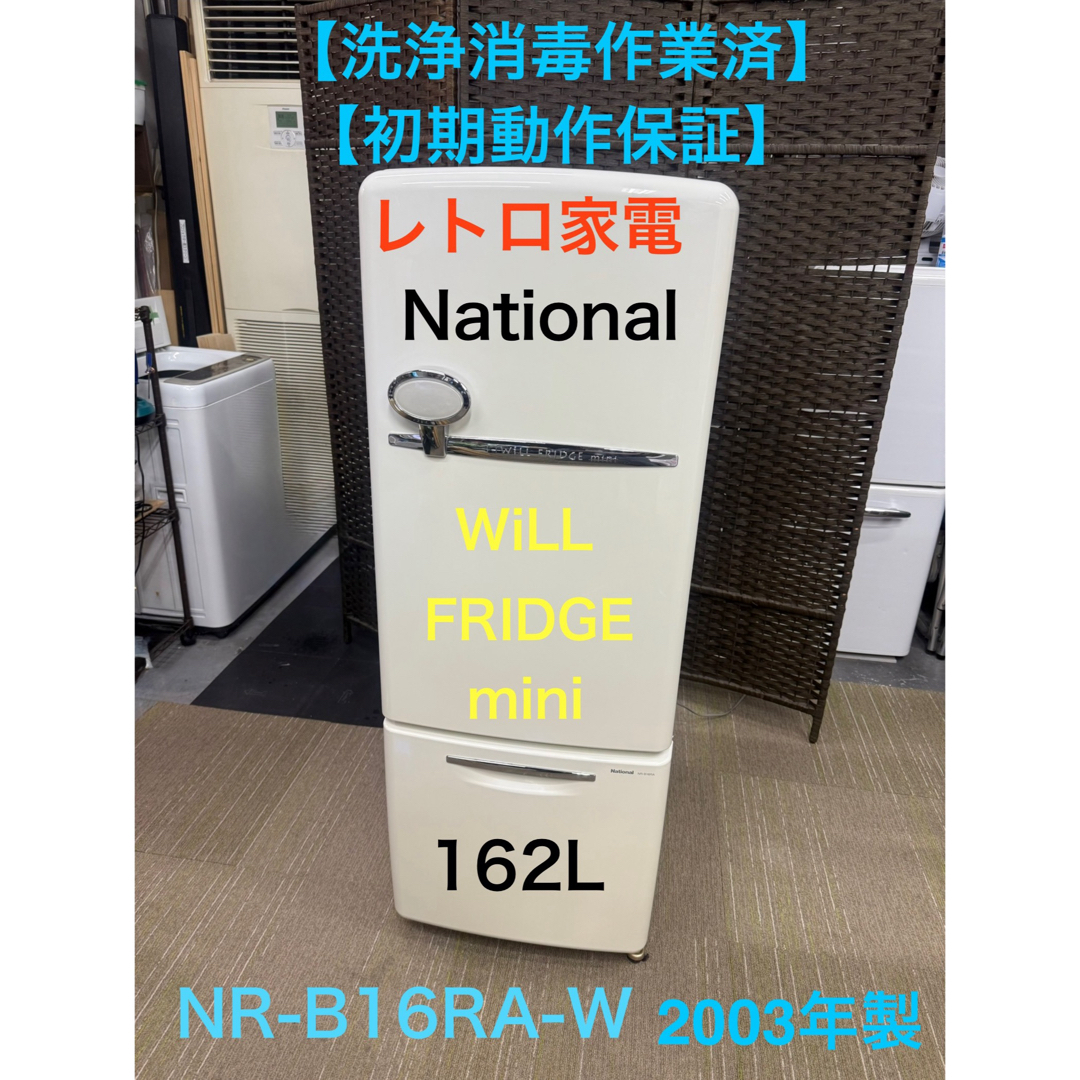 【洗浄消毒作業済】
【初期動作保証】
レトロ家電
National
WiLL FRIDGE mini
WiLL
FRIDGE
mini
National
162L
NR-B16RA-W 2003年製